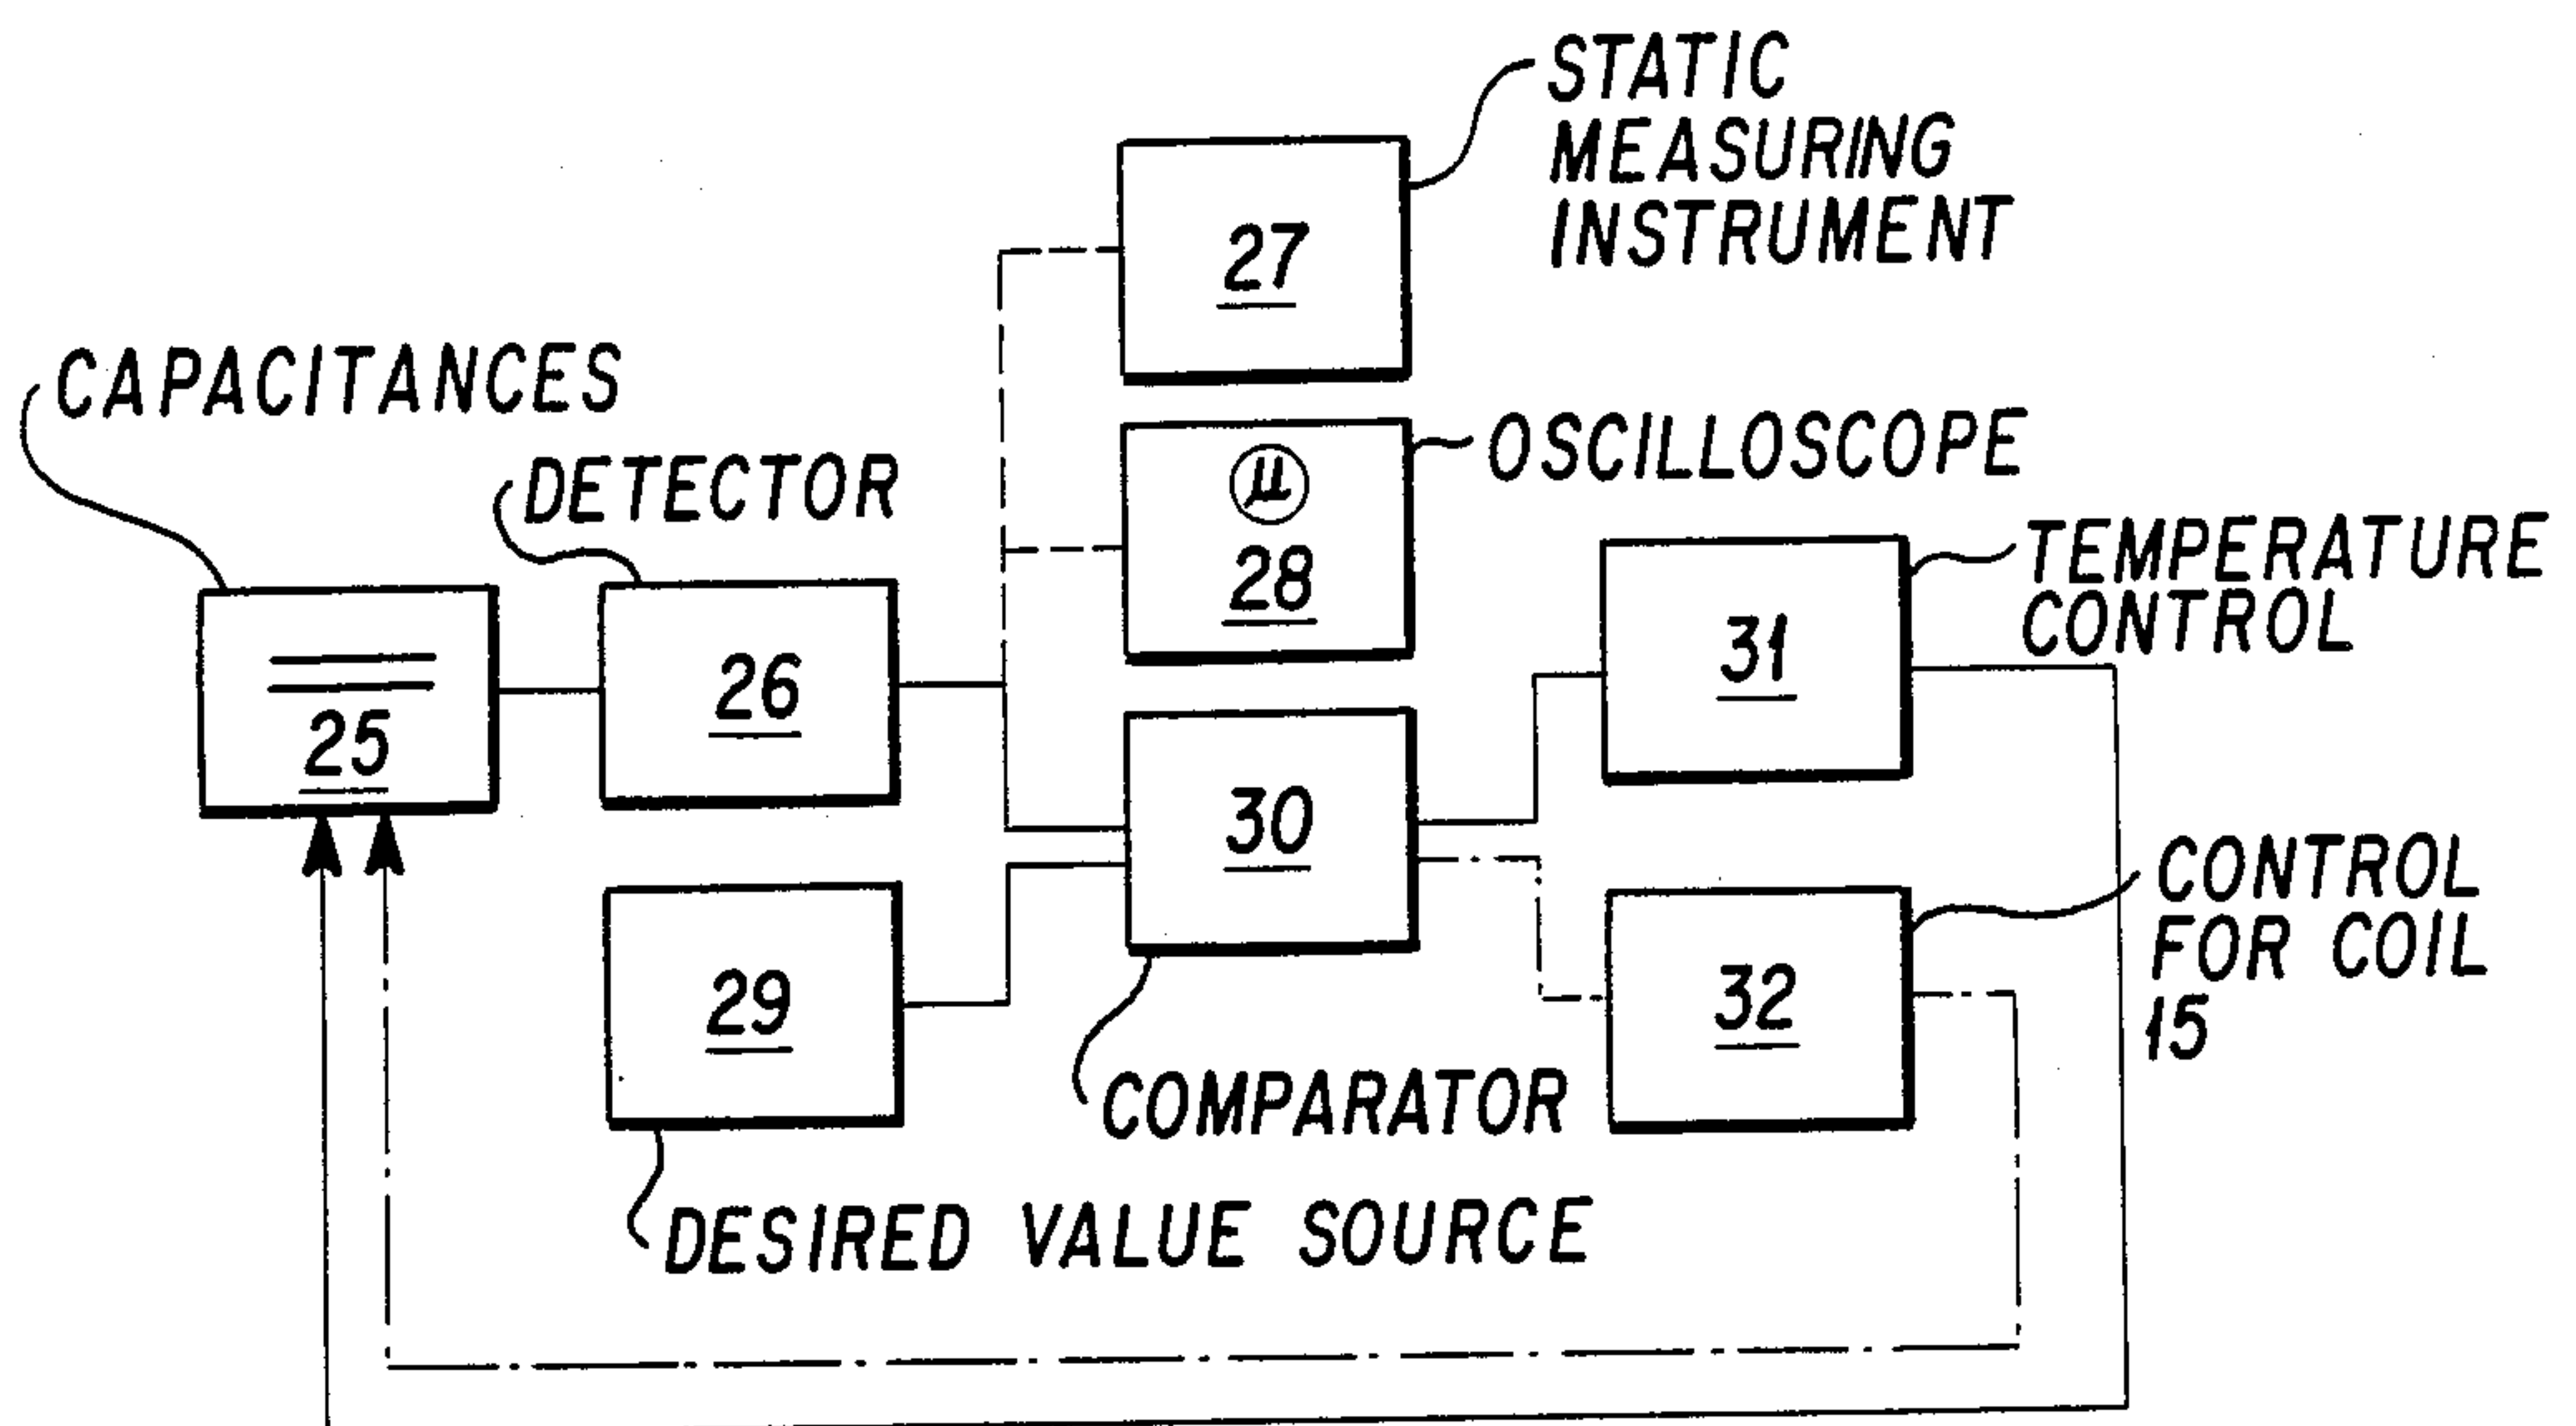 STATIC
MEASURING
INSTRUMENT
27
CAPACITANCES
OSCILLOSCOPE
DETECTOR
μ
28
TEMPERATURE
CONTROL
31
26
25
30
CONTROL
FOR COIL
15
29
32
COMPARATOR
DESIRED VALUE SOURCE